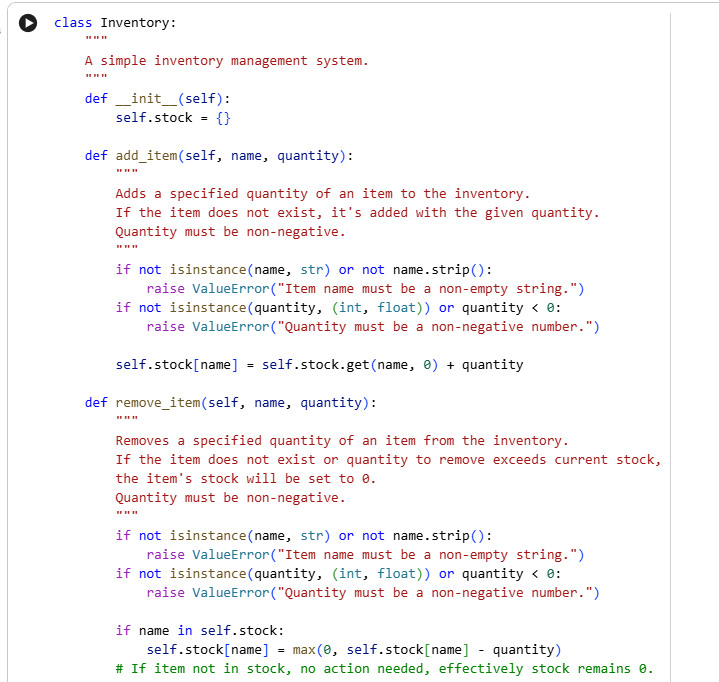 class Inventory:
    """
    A simple inventory management system.
    """
    def __init__(self):
        self.stock = {}

    def add_item(self, name, quantity):
        """
        Adds a specified quantity of an item to the inventory.
        If the item does not exist, it's added with the given quantity.
        Quantity must be non-negative.
        """
        if not isinstance(name, str) or not name.strip():
            raise ValueError("Item name must be a non-empty string.")
        if not isinstance(quantity, (int, float)) or quantity < 0:
            raise ValueError("Quantity must be a non-negative number.")

        self.stock[name] = self.stock.get(name, 0) + quantity

    def remove_item(self, name, quantity):
        """
        Removes a specified quantity of an item from the inventory.
        If the item does not exist or quantity to remove exceeds current stock,
        the item's stock will be set to 0.
        Quantity must be non-negative.
        """
        if not isinstance(name, str) or not name.strip():
            raise ValueError("Item name must be a non-empty string.")
        if not isinstance(quantity, (int, float)) or quantity < 0:
            raise ValueError("Quantity must be a non-negative number.")

        if name in self.stock:
            self.stock[name] = max(0, self.stock[name] - quantity)
        # If item not in stock, no action needed, effectively stock remains 0.